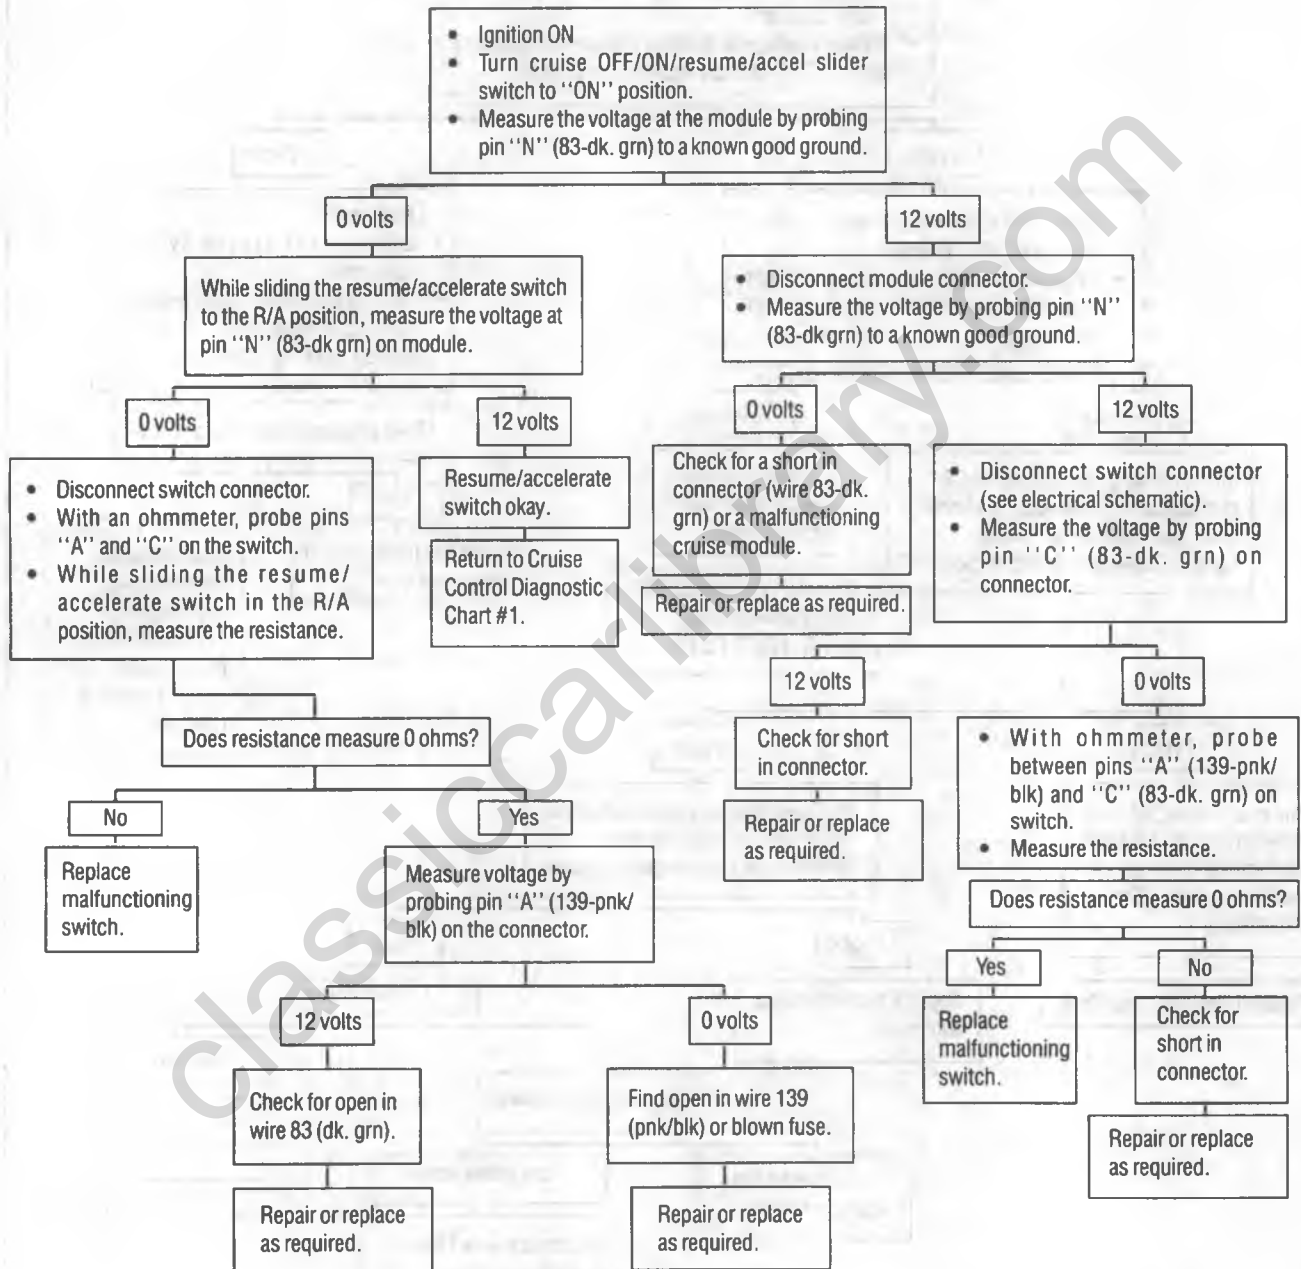 • Ignition ON
• Turn cruise OFF/ON/resume/accel slider
switch to ''ON'' position.
• Measure the voltage at the module by probing
pin ''N'' (83-dk. grn) to a known good ground.
0 volts
12 volts
While sliding the resume/accelerate switch
to the R/A position, measure the voltage at
pin ''N'' (83-dk grn) on module.
• Disconnect module connector.
• Measure the voltage by probing pin ''N''
(83-dk grn) to a known good ground.
0 volts
12 volts
0 volts
12 volts
• Disconnect switch connector.
• With an ohmmeter, probe pins
''A'' and ''C'' on the switch.
• While sliding the resume/
accelerate switch in the R/A
position, measure the resistance.
Resume/accelerate
switch okay.
Return to Cruise
Control Diagnostic
Chart #1.
Check for a short in
connector (wire 83-dk.
grn) or a malfunctioning
cruise module.
Repair or replace as required.
• Disconnect switch connector
(see electrical schematic).
• Measure the voltage by probing
pin ''C'' (83-dk. grn) on
connector.
12 volts
0 volts
Does resistance measure 0 ohms?
Check for short
in connector.
Repair or replace
as required.
• With ohmmeter, probe
between pins ''A'' (139-pnk/
blk) and ''C'' (83-dk. grn) on
switch.
• Measure the resistance.
No
Yes
Replace
malfunctioning
switch.
Measure voltage by
probing pin ''A'' (139-pnk/
blk) on the connector.
Does resistance measure 0 ohms?
Yes
No
Replace
malfunctioning
switch.
Check for
short in
connector.
Repair or replace
as required.
12 volts
0 volts
Check for open in
wire 83 (dk. grn).
Find open in wire 139
(pnk/blk) or blown fuse.
Repair or replace
as required.
Repair or replace
as required.
classiccarlibrary.com